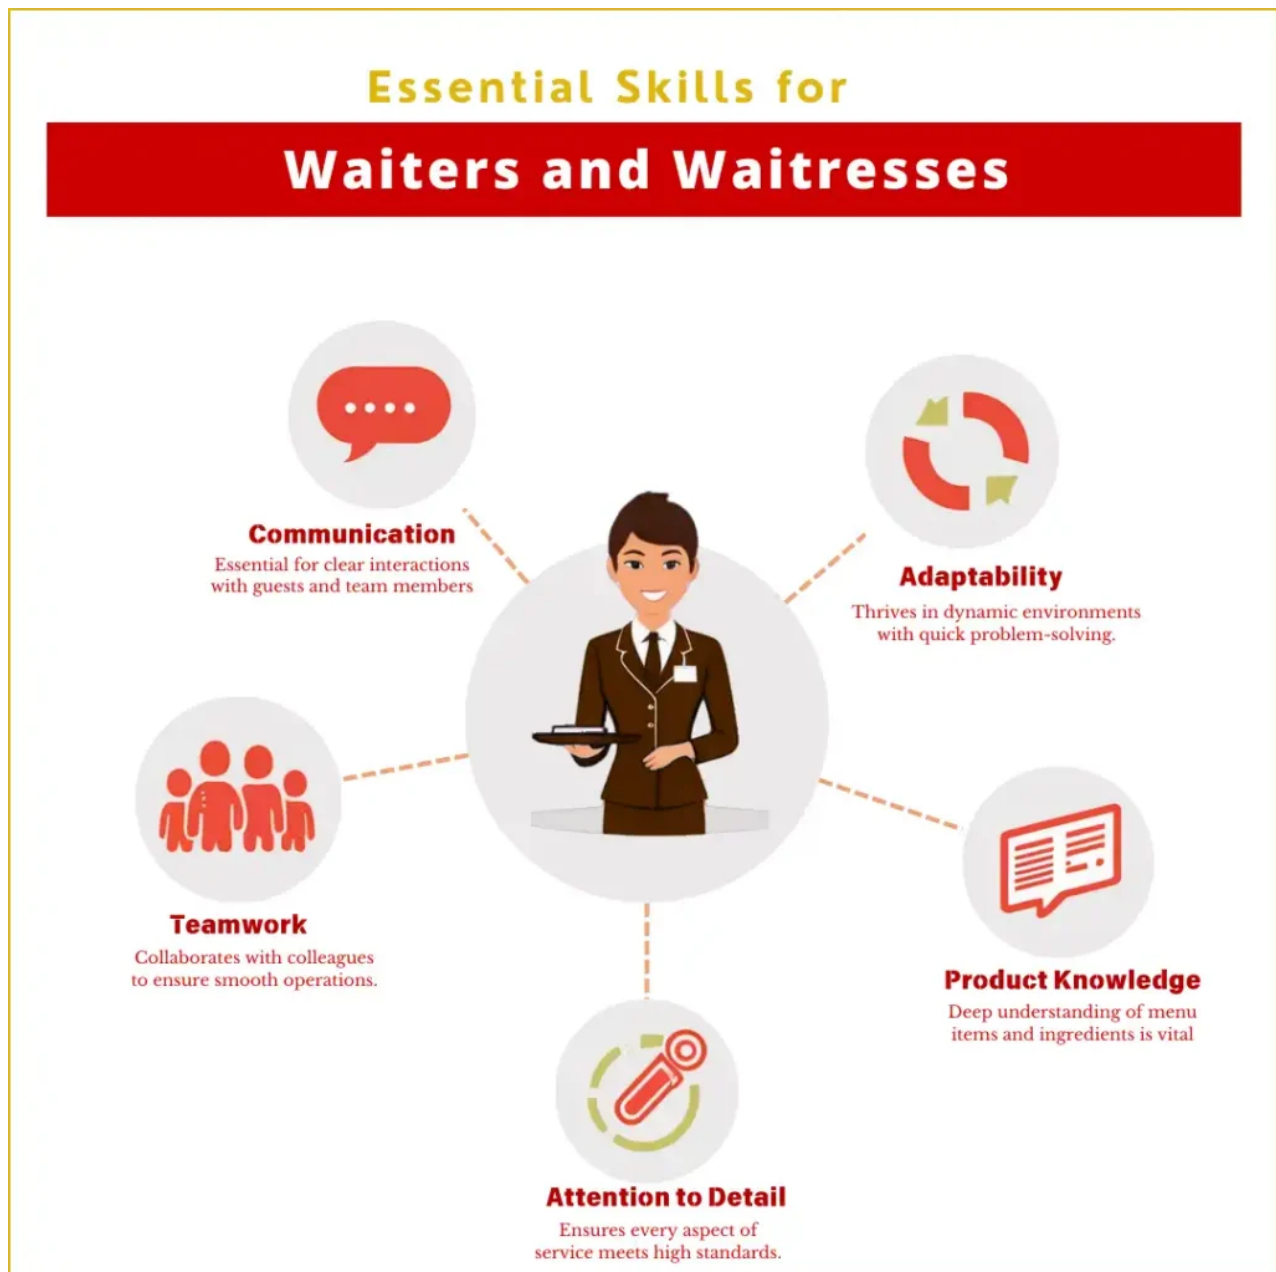 Essential Skills for
Waiters and Waitresses
Communication
Essential for clear interactions
with guests and team members
Adaptability
Thrives in dynamic environments
with quick problem-solving.
Teamwork
Collaborates with colleagues
to ensure smooth operations.
Product Knowledge
Deep understanding of menu
items and ingredients is vital
Attention to Detail
Ensures every aspect of
service meets high standards.